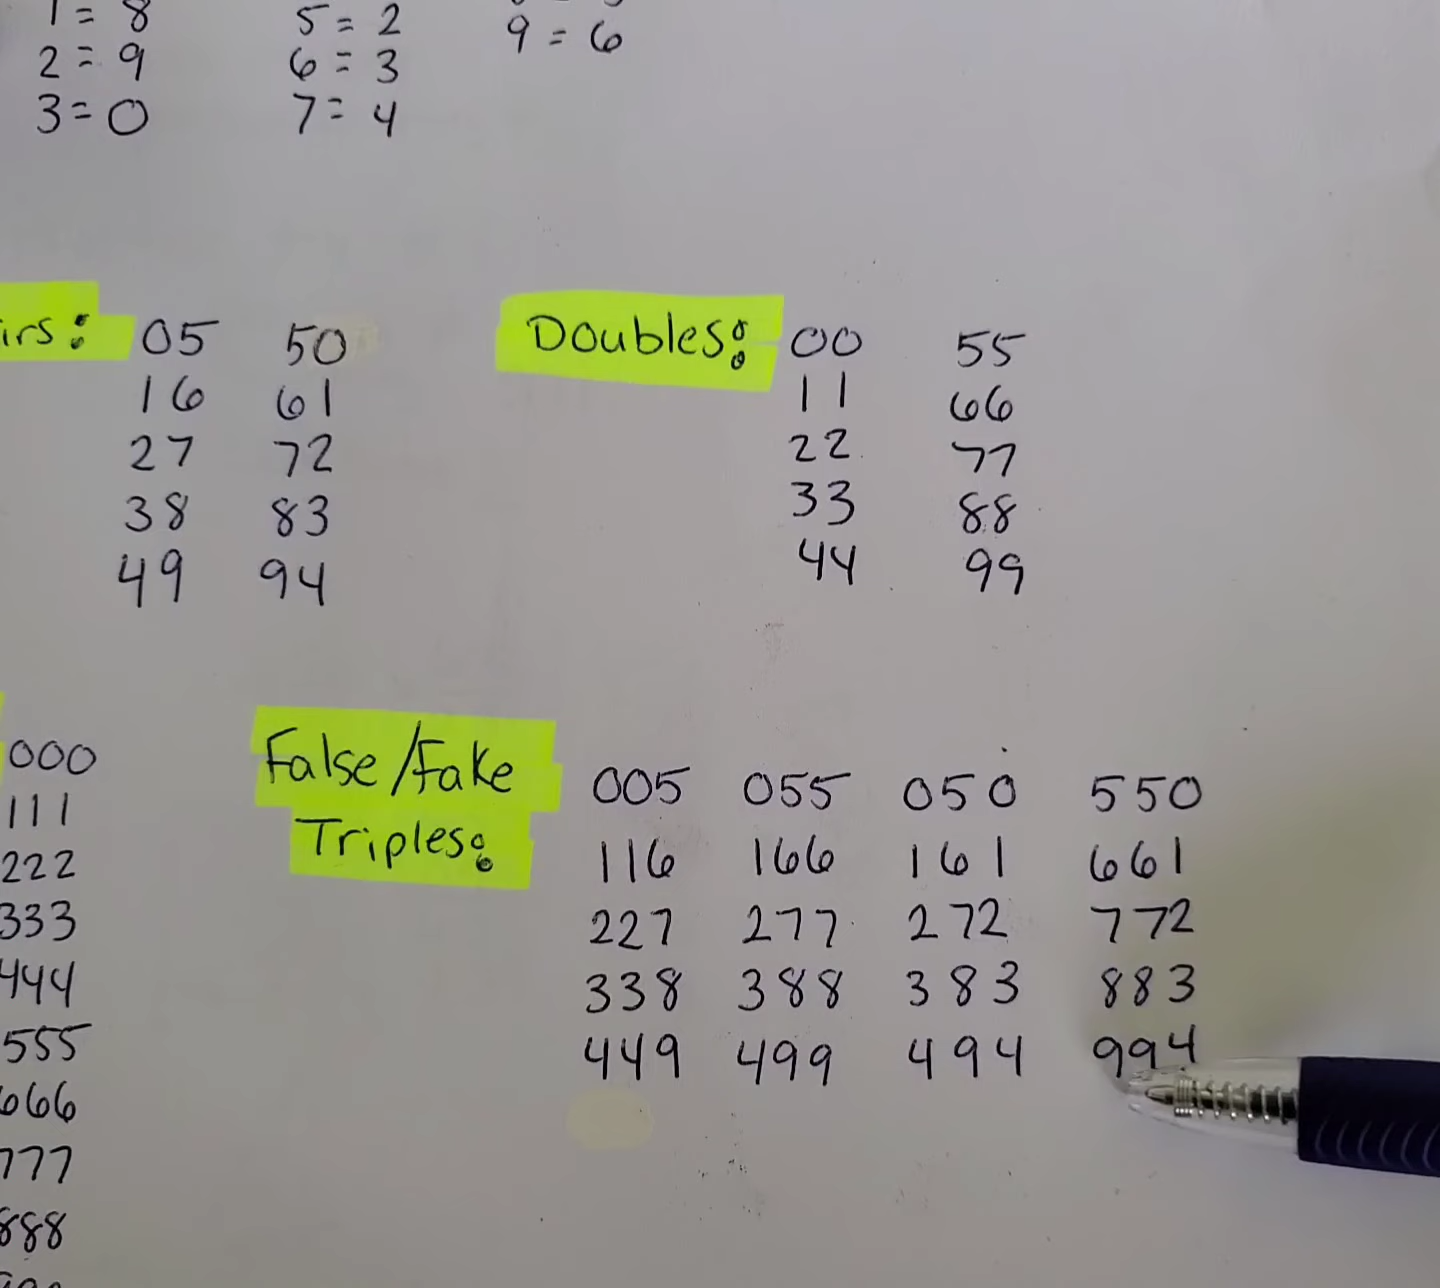 1 = 8 5 = 2
2 = 9 6 = 3 9 = 6
3 = 0 7 = 4
irs: 05 50
16 61
27 72
38 83
49 94
Doubles: 00 55
11 66
22 77
33 88
44 99
000
111
222
333
444
555
666
777
888
False/Fake
Triples:
005 055 050 550
116 166 161 661
227 277 272 772
338 388 383 883
449 499 494 994